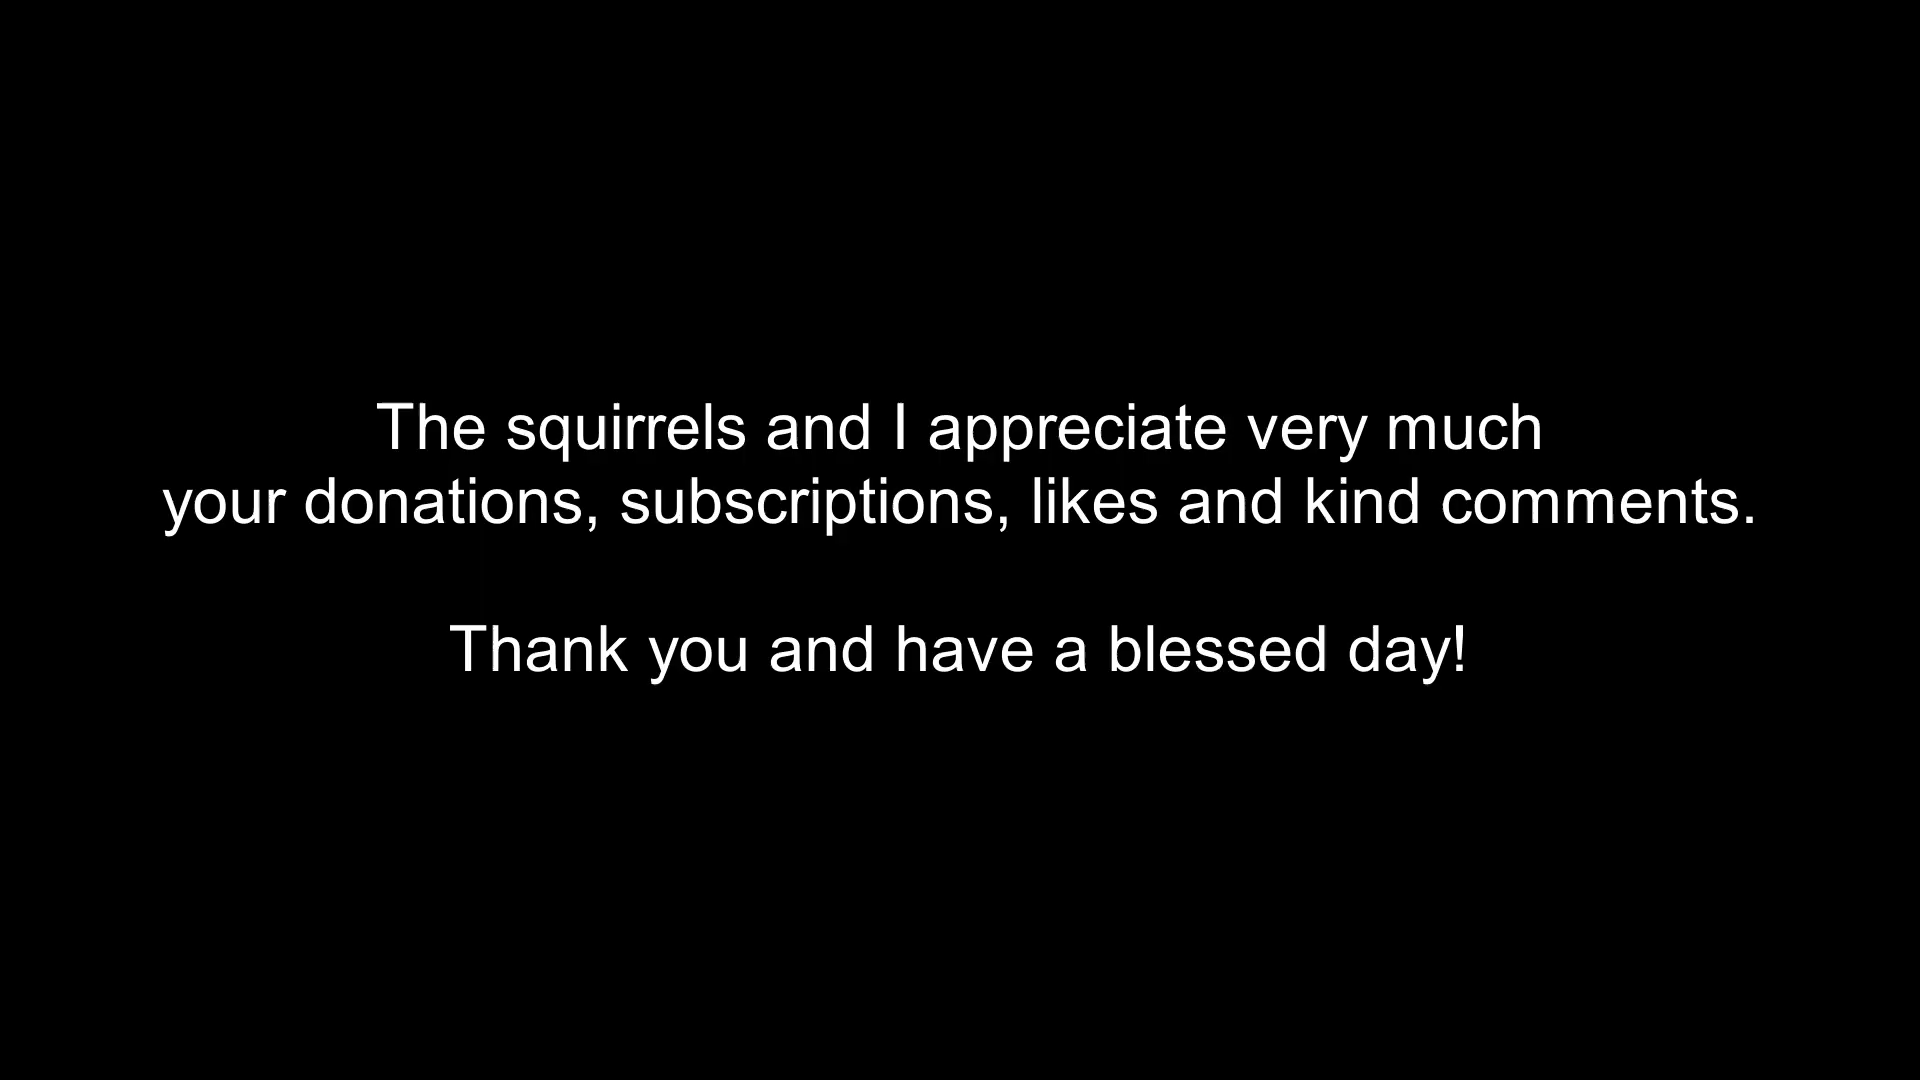 The squirrels and I appreciate very much
your donations, subscriptions, likes and kind comments.
Thank you and have a blessed day!